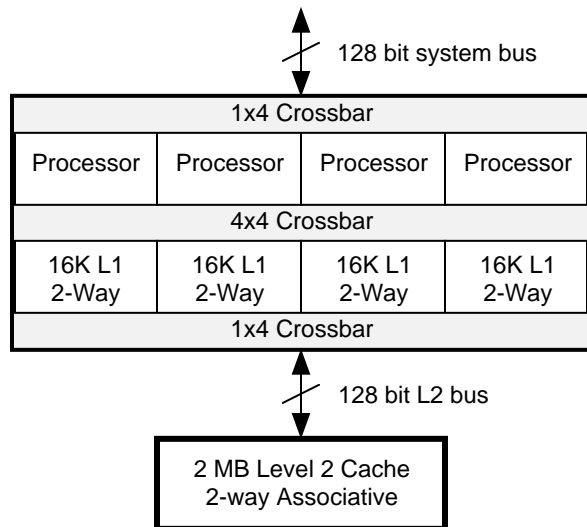 128 bit system bus
1x4 Crossbar
Processor Processor Processor Processor
4x4 Crossbar
16K L1 16K L1 16K L1 16K L1
2-Way 2-Way 2-Way 2-Way
1x4 Crossbar
128 bit L2 bus
2 MB Level 2 Cache
2-way Associative